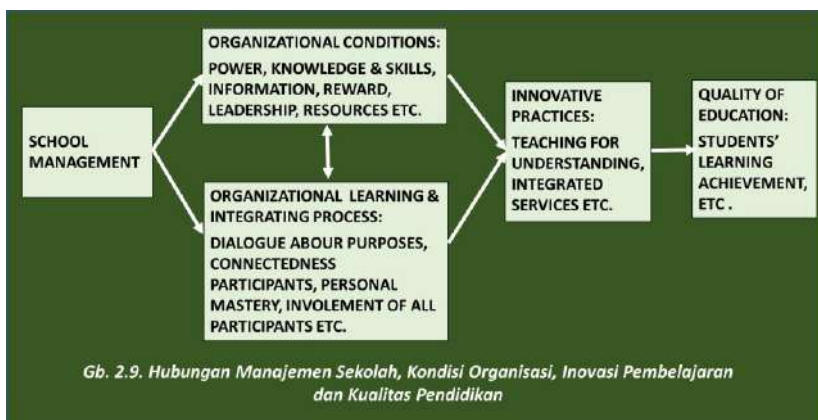 SCHOOL
MANAGEMENT
ORGANIZATIONAL CONDITIONS:
POWER, KNOWLEDGE & SKILLS,
INFORMATION, REWARD,
LEADERSHIP, RESOURCES ETC.
ORGANIZATIONAL LEARNING &
INTEGRATING PROCESS:
DIALOGUE ABOUR PURPOSES,
CONNECTEDNESS
PARTICIPANTS, PERSONAL
MASTERY, INVOLEMENT OF ALL
PARTICIPANTS ETC.
INNOVATIVE
PRACTICES:
TEACHING FOR
UNDERSTANDING,
INTEGRATED
SERVICES ETC.
QUALITY OF
EDUCATION:
STUDENTS'
LEARNING
ACHIEVEMENT,
ETC .
Gb. 2.9. Hubungan Manajemen Sekolah, Kondisi Organisasi, Inovasi Pembelajaran
dan Kualitas Pendidikan